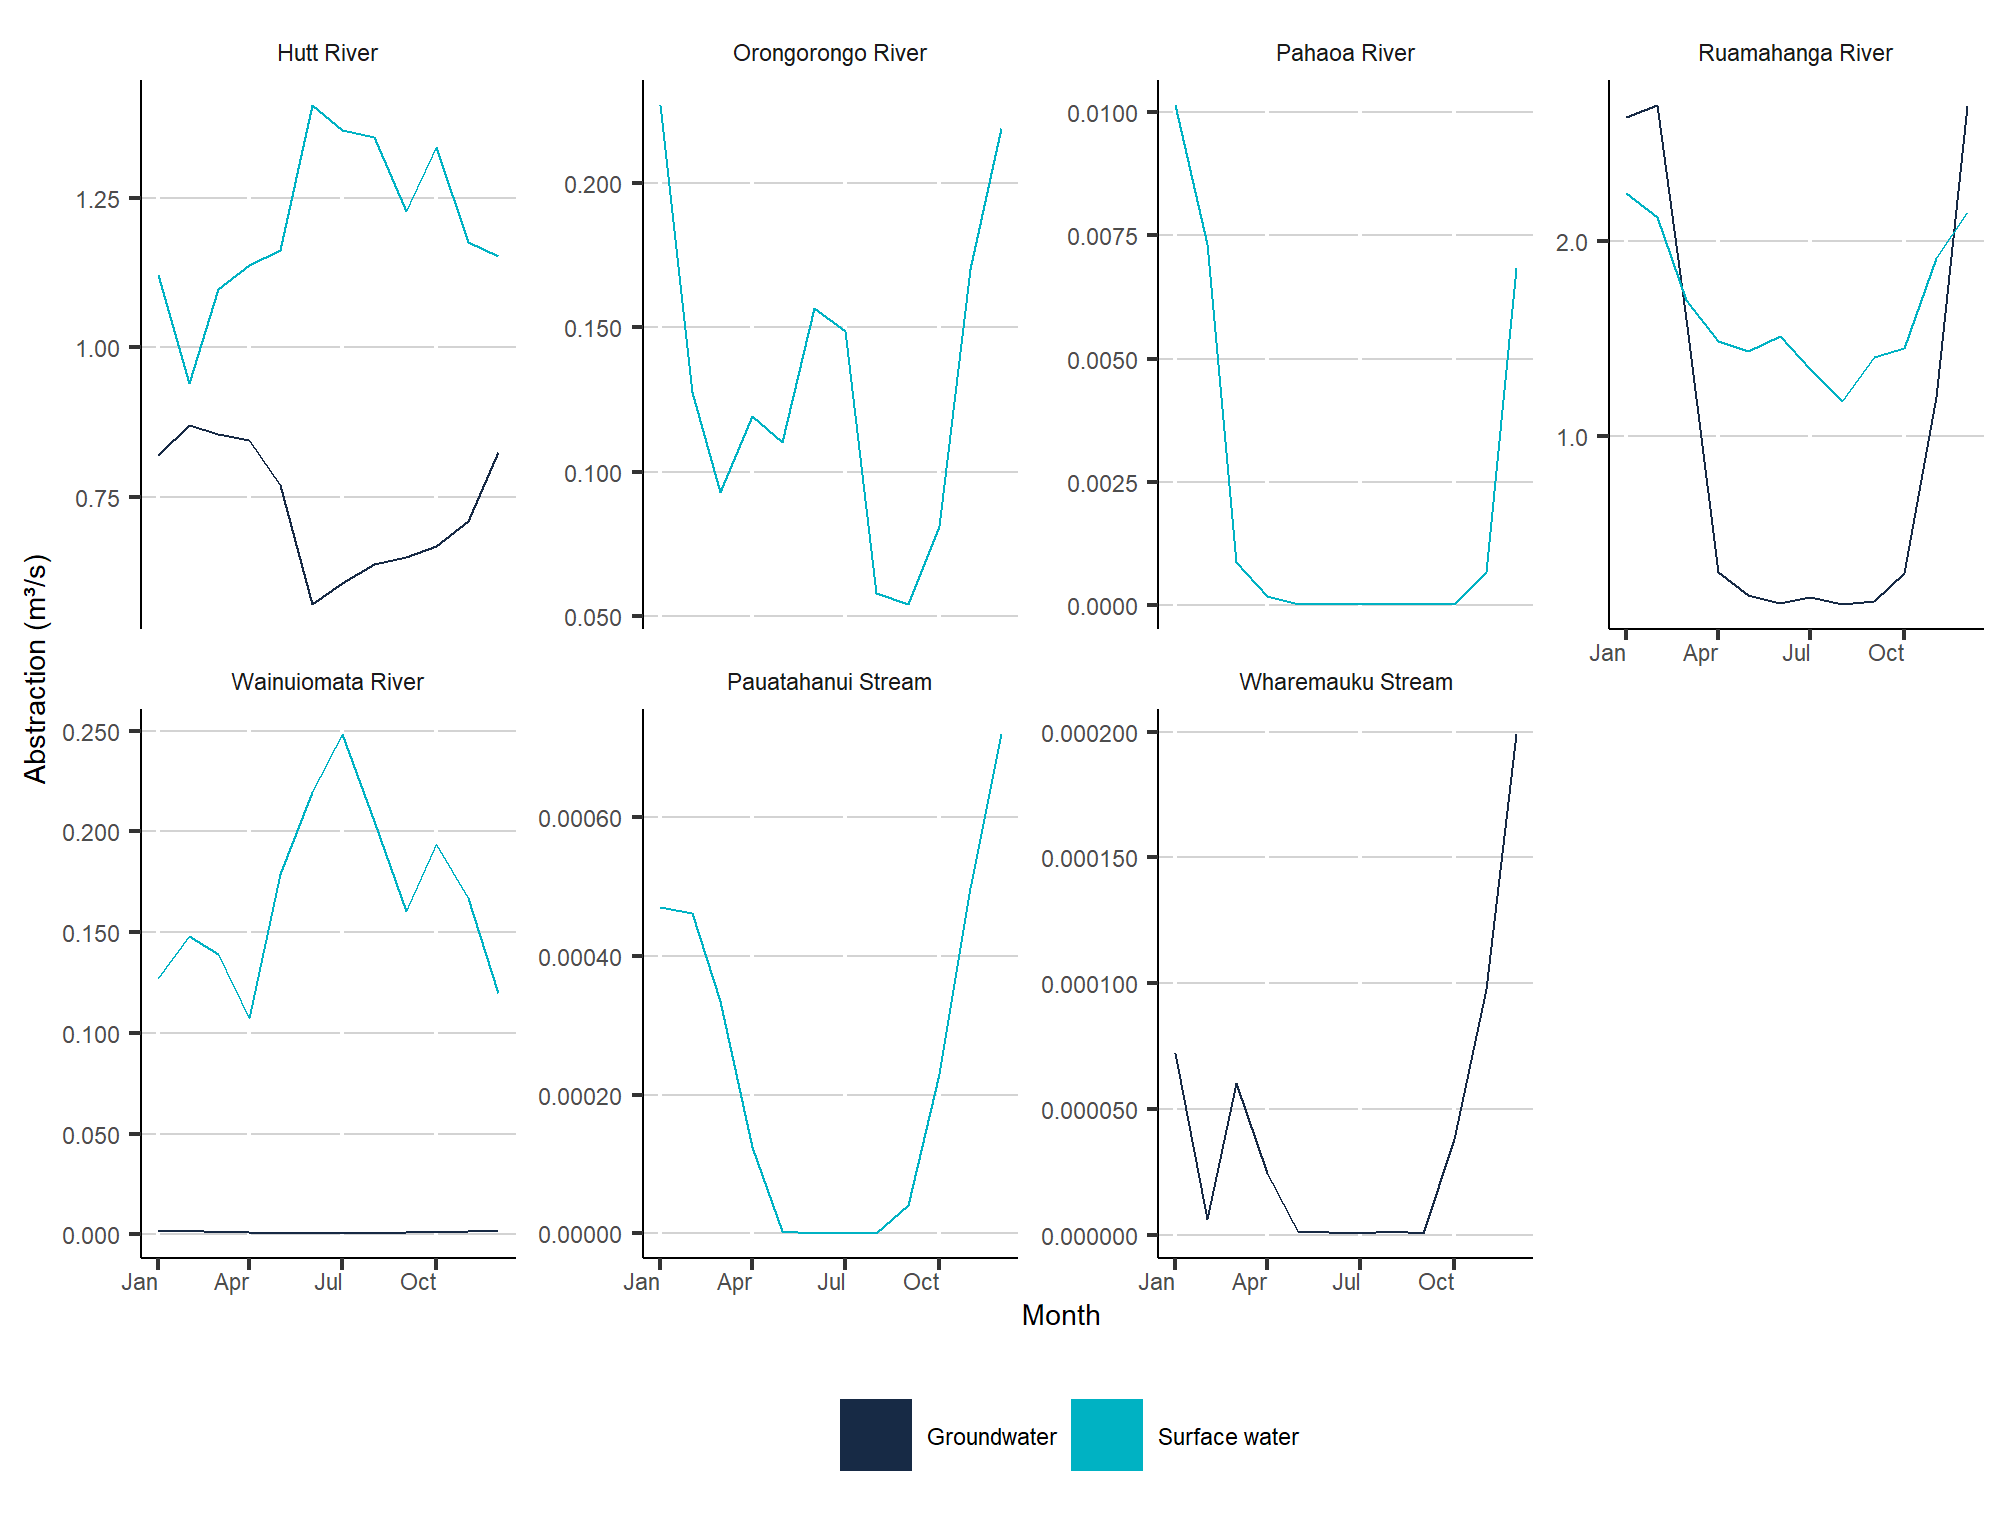 Hutt River
Orongorongo River
Pahaoa River
Ruamahanga River
1.25
1.00
0.75
0.200
0.150
0.100
0.050
0.0100
0.0075
0.0050
0.0025
0.0000
2.0
1.0
Jan Apr Jul Oct
Abstraction (m³/s)
Wainuiomata River
Pauatahanui Stream
Wharemauku Stream
0.250
0.200
0.150
0.100
0.050
0.000
Jan Apr Jul Oct
0.00060
0.00040
0.00020
0.00000
Jan Apr Jul Oct
0.000200
0.000150
0.000100
0.000050
0.000000
Jan Apr Jul Oct
Month
Groundwater
Surface water